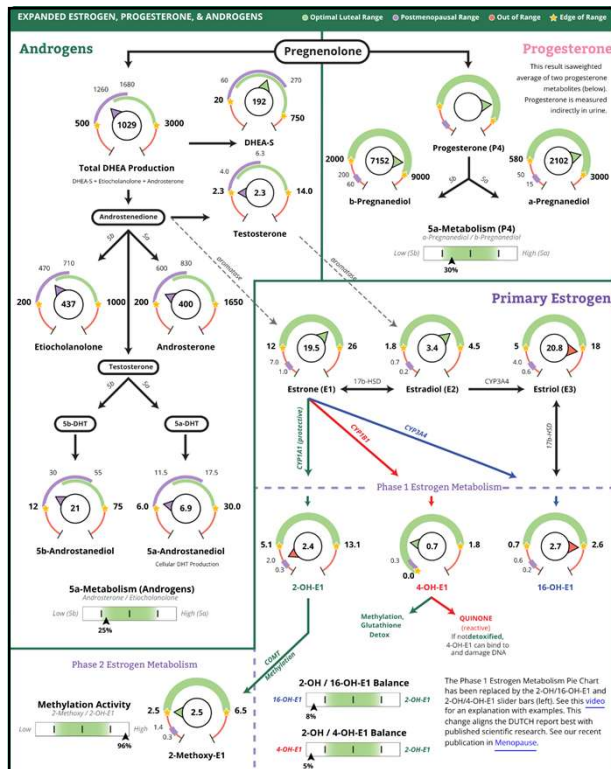 EXPANDED ESTROGEN, PROGESTERONE, & ANDROGENS
Optimal Luteal Range
Postmenopausal Range
Out of Range
Edge of Range
Androgens
Pregnenolone
Progesterone
This result isaweighted
average of two progesterone
metabolites (below).
Progesterone is measured
indirectly in urine.
1260
1680
500
1029
3000
Total DHEA Production
DHEA-S + Etiocholanolone + Androsterone
60
270
20
192
750
DHEA-S
Progesterone (P4)
5b
5a
2000
7152
9000
200
60
b-Pregnanediol
580
2102
3000
50
15
a-Pregnanediol
5a-Metabolism (P4)
a-Pregnanediol / b-Pregnanediol
Low (5b)
High (5a)
30%
Androstenedione
6.3
4.0
2.3
2.3
14.0
Testosterone
5b
5a
aromatase
aromatase
470
710
200
437
1000
Etiocholanolone
600
830
200
400
1650
Androsterone
Testosterone
5b
5a
5b-DHT
5a-DHT
30
55
12
21
75
5b-Androstanediol
11.5
17.5
6.0
6.9
30.0
5a-Androstanediol
Cellular DHT Production
5a-Metabolism (Androgens)
Androsterone / Etiocholanolone
Low (5b)
High (5a)
25%
Primary Estrogen
12
19.5
26
7.0
1.0
Estrone (E1)
17b-HSD
1.8
3.4
4.5
0.7
0.2
Estradiol (E2)
CYP3A4
5
20.8
18
4.0
0.6
Estriol (E3)
17b-HSD
CYP1A1 (protective)
CYP1B1
CYP3A4
Phase 1 Estrogen Metabolism
5.1
2.4
13.1
2.0
0.3
2-OH-E1
0.7
1.8
0.3
0.0
4-OH-E1
0.7
2.7
2.6
0.6
0.2
16-OH-E1
Methylation,
Glutathione
Detox
QUINONE
(reactive)
If notdetoxified,
4-OH-E1 can bind to
and damage DNA
COMT
Methylation
Phase 2 Estrogen Metabolism
Methylation Activity
2-Methoxy / 2-OH-E1
Low
High
96%
2.5
2.5
6.5
1.4
0.3
2-Methoxy-E1
2-OH / 16-OH-E1 Balance
16-OH-E1
2-OH-E1
8%
2-OH / 4-OH-E1 Balance
4-OH-E1
2-OH-E1
5%
The Phase 1 Estrogen Metabolism Pie Chart
has been replaced by the 2-OH/16-OH-E1 and
2-OH/4-OH-E1 slider bars (left). See this video
for an explanation with examples. This
change aligns the DUTCH report best with
published scientific research. See our recent
publication in Menopause.